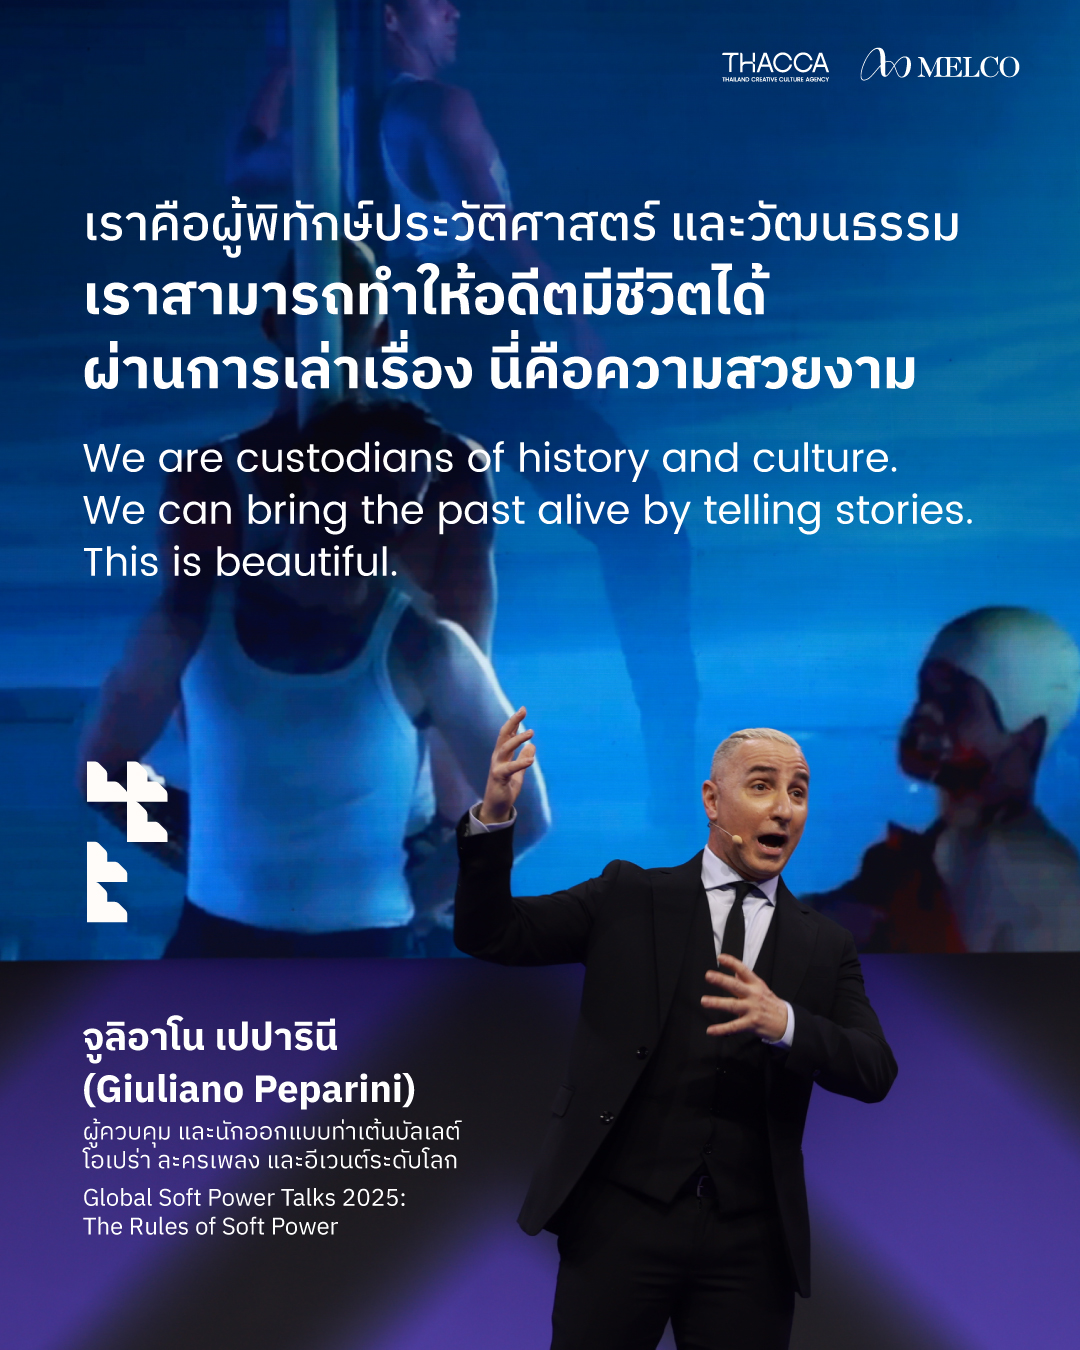 THACCA
THAILAND CREATIVE CULTURE AGENCY
MELCO
เราคือผู้พิทักษ์ประวัติศาสตร์ และวัฒนธรรม
เราสามารถทำให้อดีตมีชีวิตได้
ผ่านการเล่าเรื่อง นี่คือความสวยงาม
We are custodians of history and culture.
We can bring the past alive by telling stories.
This is beautiful.
จูลิอาโน เปปารินี
(Giuliano Peparini)
ผู้ควบคุม และนักออกแบบท่าเต้นบัลเลต์
โอเปร่า ละครเพลง และอีเวนต์ระดับโลก
Global Soft Power Talks 2025:
The Rules of Soft Power